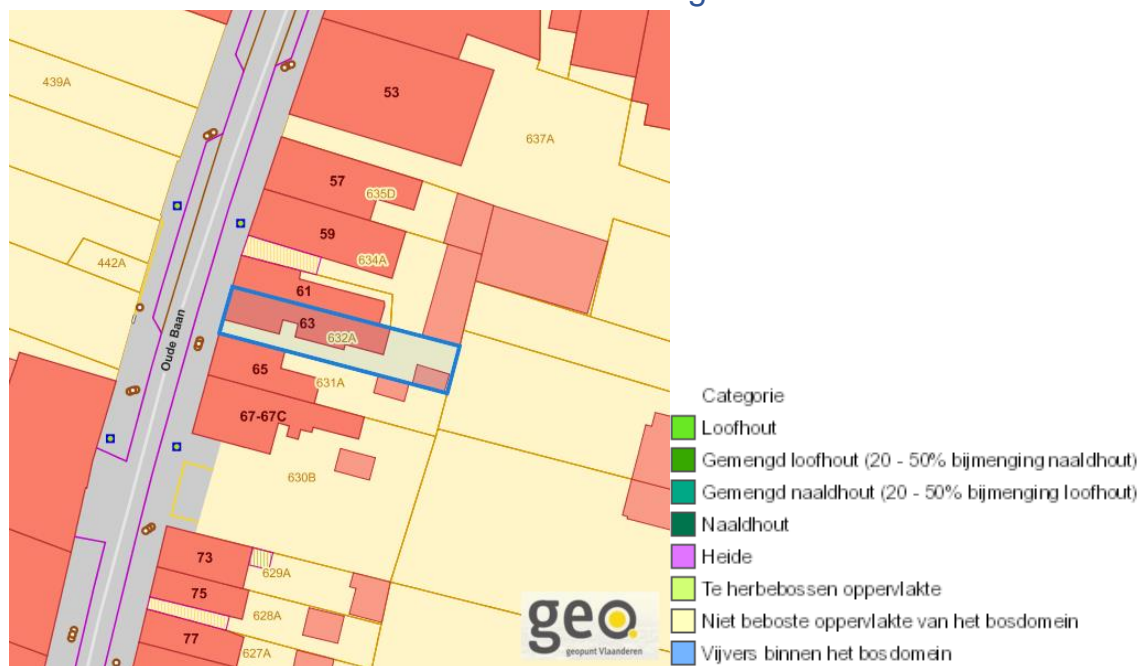 439A
53
637A
57
635D
59
634A
442A
61
63
632A
Oude Baan
65
631A
67-67C
630B
73
629A
75
628A
77
627A
geo
geopunt Vlaanderen
Categorie
Loofhout
Gemengd loofhout (20 - 50% bijmenging naaldhout)
Gemengd naaldhout (20 - 50% bijmenging loofhout)
Naaldhout
Heide
Te herbebossen oppervlakte
Niet beboste oppervlakte van het bosdomein
Vijvers binnen het bosdomein